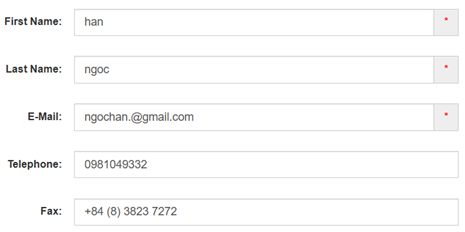 First Name: han *
Last Name: ngoc *
E-Mail: ngochan.@gmail.com *
Telephone: 0981049332
Fax: +84 (8) 3823 7272